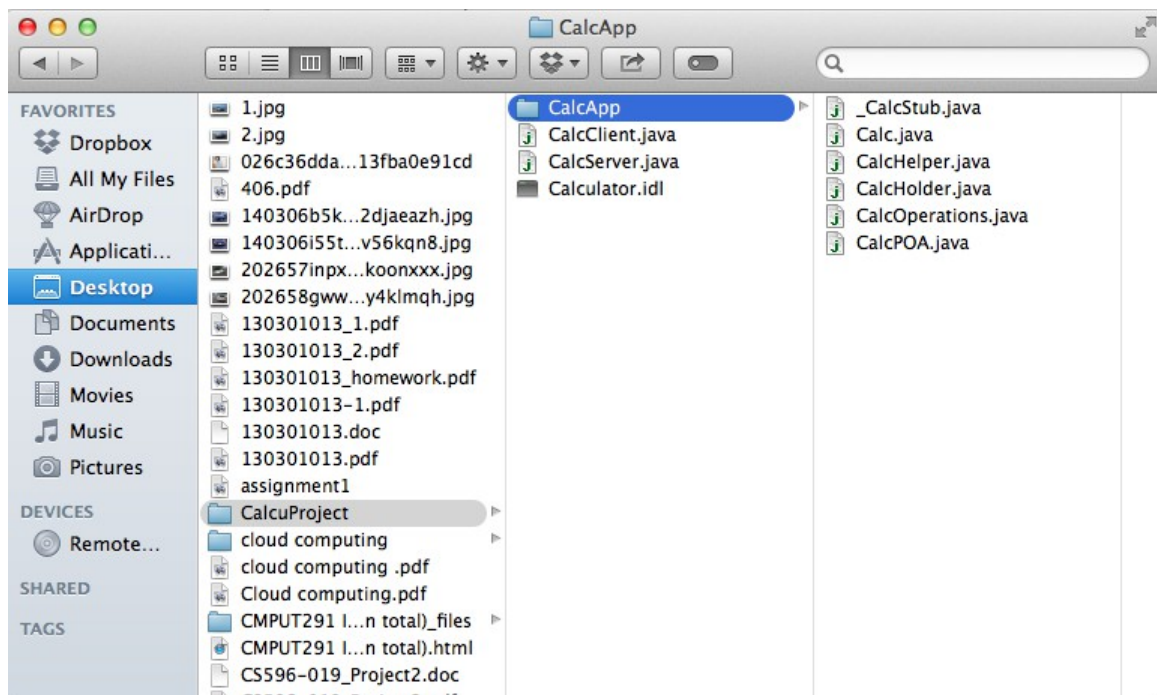 CalcApp
FAVORITES
Dropbox
All My Files
AirDrop
Applicati...
Desktop
Documents
Downloads
Movies
Music
Pictures
DEVICES
Remote...
SHARED
TAGS
1.jpg
2.jpg
026c36dda...13fba0e91cd
406.pdf
140306b5k...2djaeazh.jpg
140306i55t...v56kqn8.jpg
202657inpx...koonxxx.jpg
202658gww...y4klmqh.jpg
130301013_1.pdf
130301013_2.pdf
130301013_homework.pdf
130301013-1.pdf
130301013.doc
130301013.pdf
assignment1
CalcuProject
cloud computing
cloud computing .pdf
Cloud computing.pdf
CMPUT291 I...n total)_files
CMPUT291 I...n total).html
CS596-019_Project2.doc
CalcApp
CalcClient.java
CalcServer.java
Calculator.idl
_CalcStub.java
Calc.java
CalcHelper.java
CalcHolder.java
CalcOperations.java
CalcPOA.java